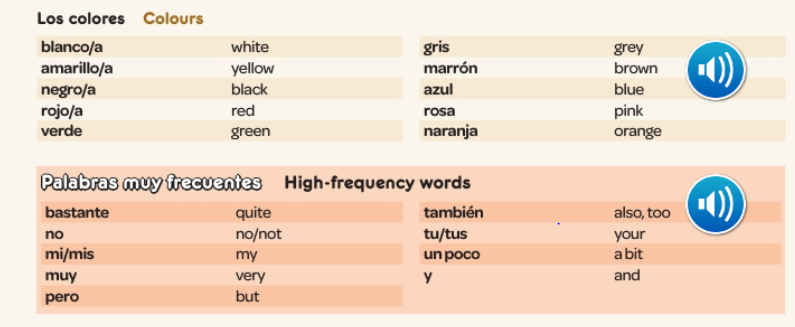 Los colores Colours
blanco/a white
amarillo/a yellow
negro/a black
rojo/a red
verde green
gris grey
marrón brown
azul blue
rosa pink
naranja orange
Palabras muy frecuentes High-frequency words
bastante quite
no no/not
mi/mis my
muy very
pero but
también also, too
tu/tus your
un poco a bit
y and